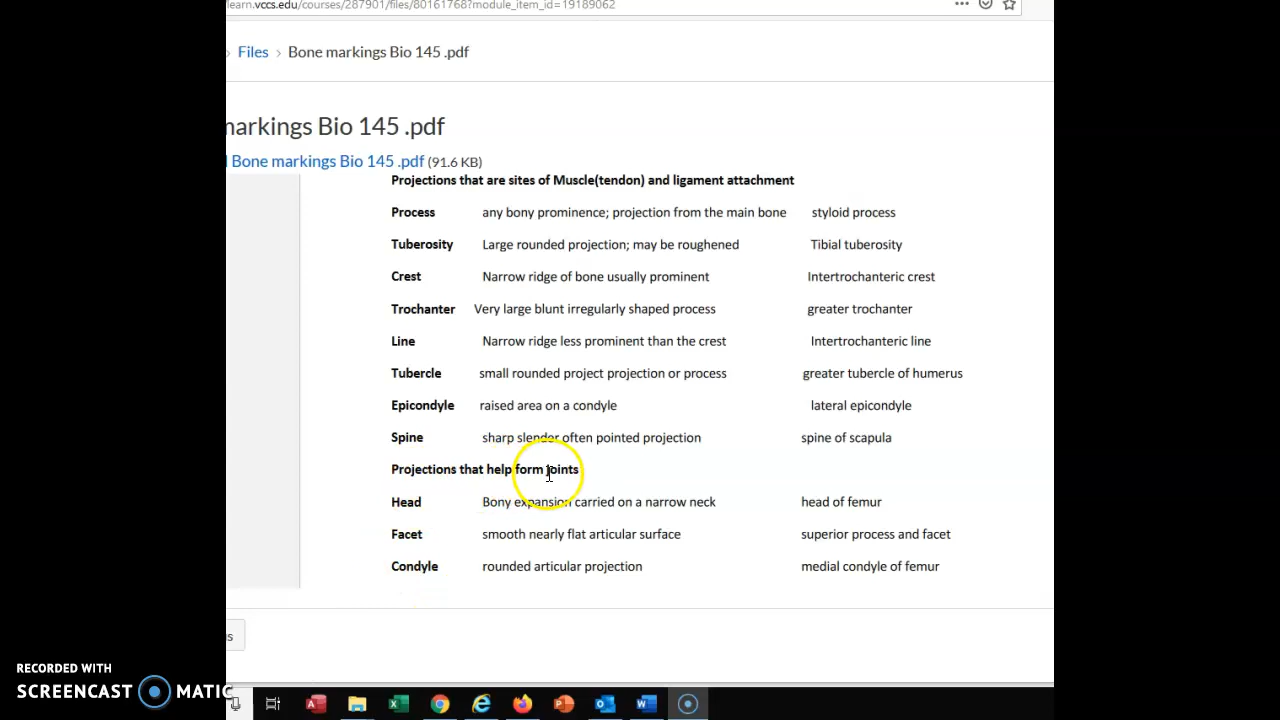 learn.vccs.edu/courses/287901/files/80161768?module_item_id=19189062
› Files › Bone markings Bio 145 .pdf
markings Bio 145 .pdf
Bone markings Bio 145 .pdf (91.6 KB)
Projections that are sites of Muscle(tendon) and ligament attachment
Process any bony prominence; projection from the main bone styloid process
Tuberosity Large rounded projection; may be roughened Tibial tuberosity
Crest Narrow ridge of bone usually prominent Intertrochanteric crest
Trochanter Very large blunt irregularly shaped process greater trochanter
Line Narrow ridge less prominent than the crest Intertrochanteric line
Tubercle small rounded project projection or process greater tubercle of humerus
Epicondyle raised area on a condyle lateral epicondyle
Spine sharp slender often pointed projection spine of scapula
Projections that help form joints
Head Bony expansion carried on a narrow neck head of femur
Facet smooth nearly flat articular surface superior process and facet
Condyle rounded articular projection medial condyle of femur
RECORDED WITH
SCREENCAST MATIC